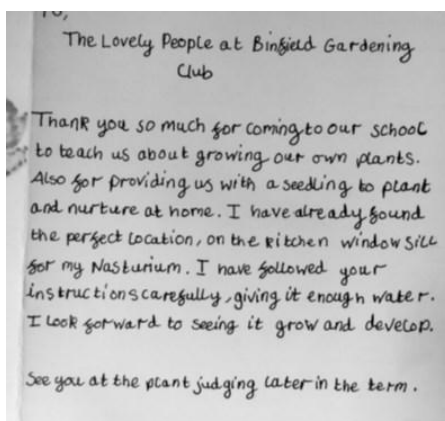 To,
The Lovely People at Binfield Gardening
Club
Thank you so much for coming to our school
to teach us about growing our own plants.
Also for providing us with a seedling to plant
and nurture at home. I have already found
the perfect location, on the kitchen window sill
for my Nasturium. I have followed your
instructions carefully, giving it enough water.
I look forward to seeing it grow and develop.
See you at the plant judging later in the term.